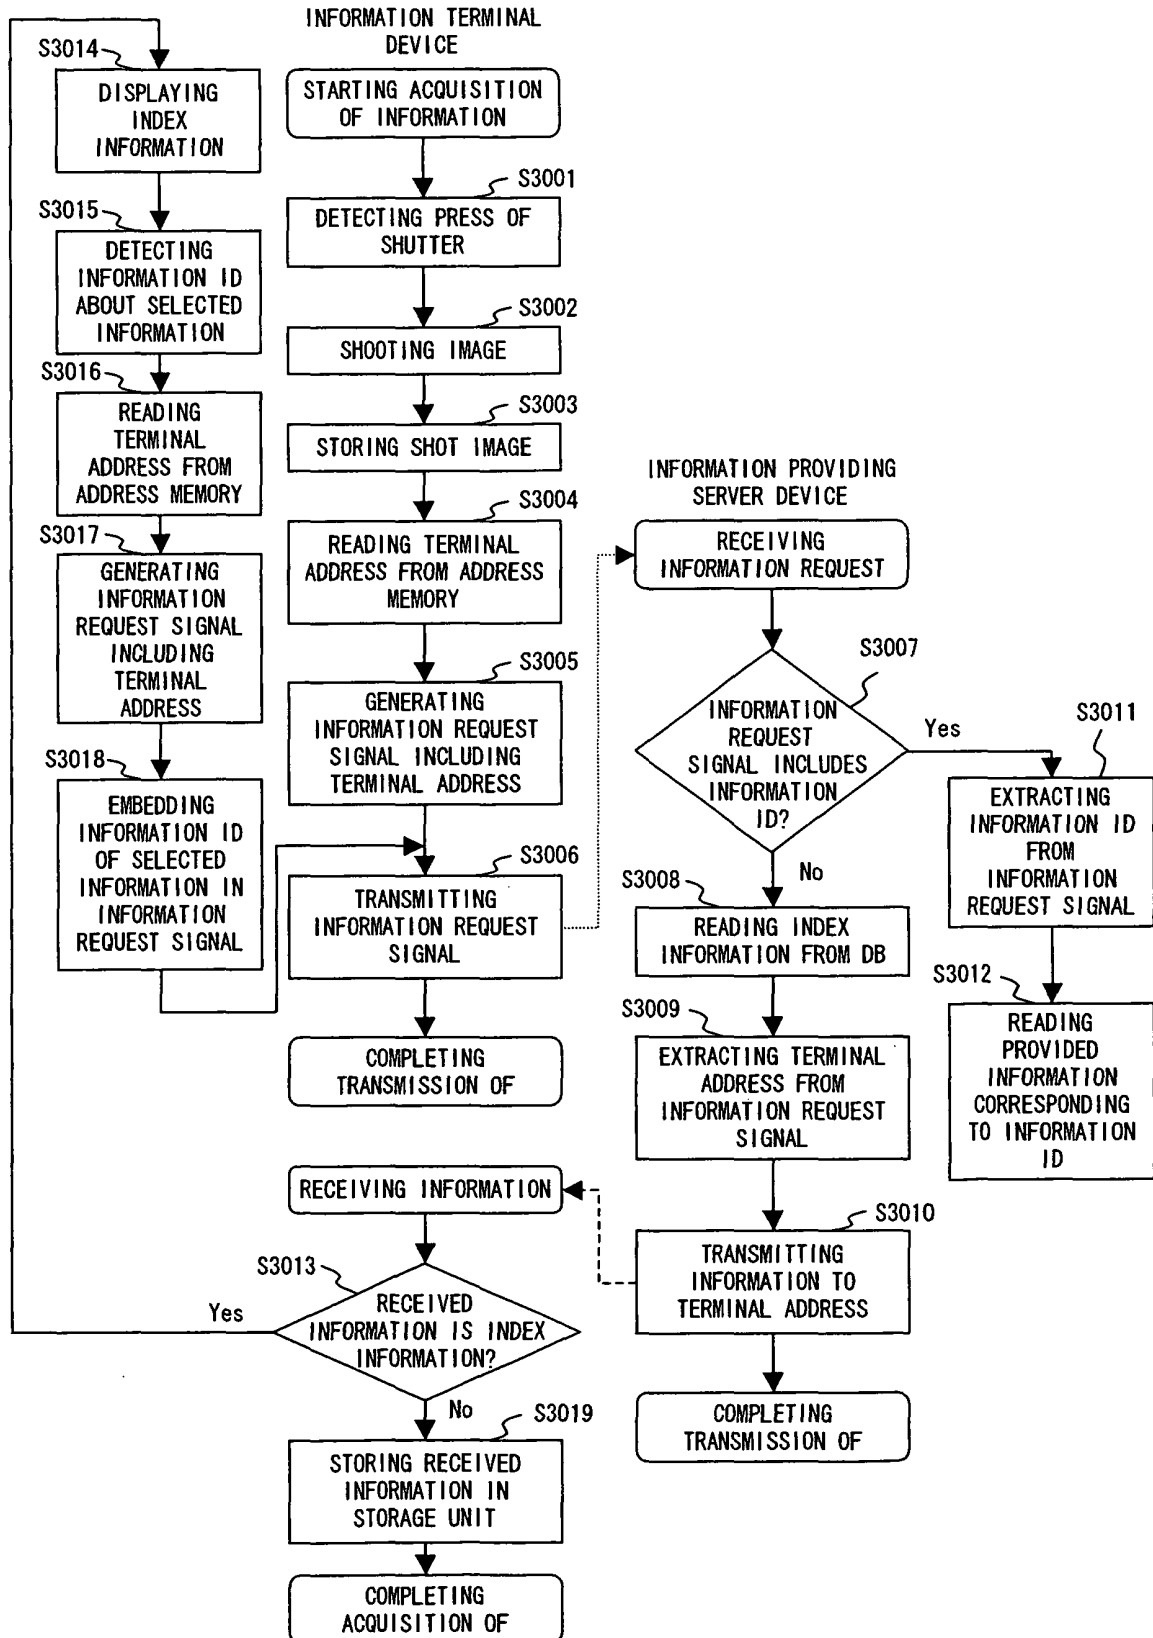 INFORMATION TERMINAL
DEVICE
STARTING ACQUISITION
OF INFORMATION
S3001
DETECTING PRESS OF
SHUTTER
S3002
SHOOTING IMAGE
S3003
STORING SHOT IMAGE
S3004
READING TERMINAL
ADDRESS FROM ADDRESS
MEMORY
S3005
GENERATING
INFORMATION REQUEST
SIGNAL INCLUDING
TERMINAL ADDRESS
S3006
TRANSMITTING
INFORMATION REQUEST
SIGNAL
COMPLETING
TRANSMISSION OF
S3014
DISPLAYING
INDEX
INFORMATION
S3015
DETECTING
INFORMATION ID
ABOUT SELECTED
INFORMATION
S3016
READING
TERMINAL
ADDRESS FROM
ADDRESS MEMORY
S3017
GENERATING
INFORMATION
REQUEST SIGNAL
INCLUDING
TERMINAL
ADDRESS
S3018
EMBEDDING
INFORMATION ID
OF SELECTED
INFORMATION IN
INFORMATION
REQUEST SIGNAL
INFORMATION PROVIDING
SERVER DEVICE
RECEIVING
INFORMATION REQUEST
S3007
INFORMATION
REQUEST
SIGNAL INCLUDES
INFORMATION
ID?
Yes
No
S3008
READING INDEX
INFORMATION FROM DB
S3009
EXTRACTING TERMINAL
ADDRESS FROM
INFORMATION REQUEST
SIGNAL
S3010
TRANSMITTING
INFORMATION TO
TERMINAL ADDRESS
COMPLETING
TRANSMISSION OF
S3011
EXTRACTING
INFORMATION ID
FROM
INFORMATION
REQUEST SIGNAL
S3012
READING
PROVIDED
INFORMATION
CORRESPONDING
TO INFORMATION
ID
RECEIVING INFORMATION
S3013
RECEIVED
INFORMATION IS INDEX
INFORMATION?
Yes
No
S3019
STORING RECEIVED
INFORMATION IN
STORAGE UNIT
COMPLETING
ACQUISITION OF